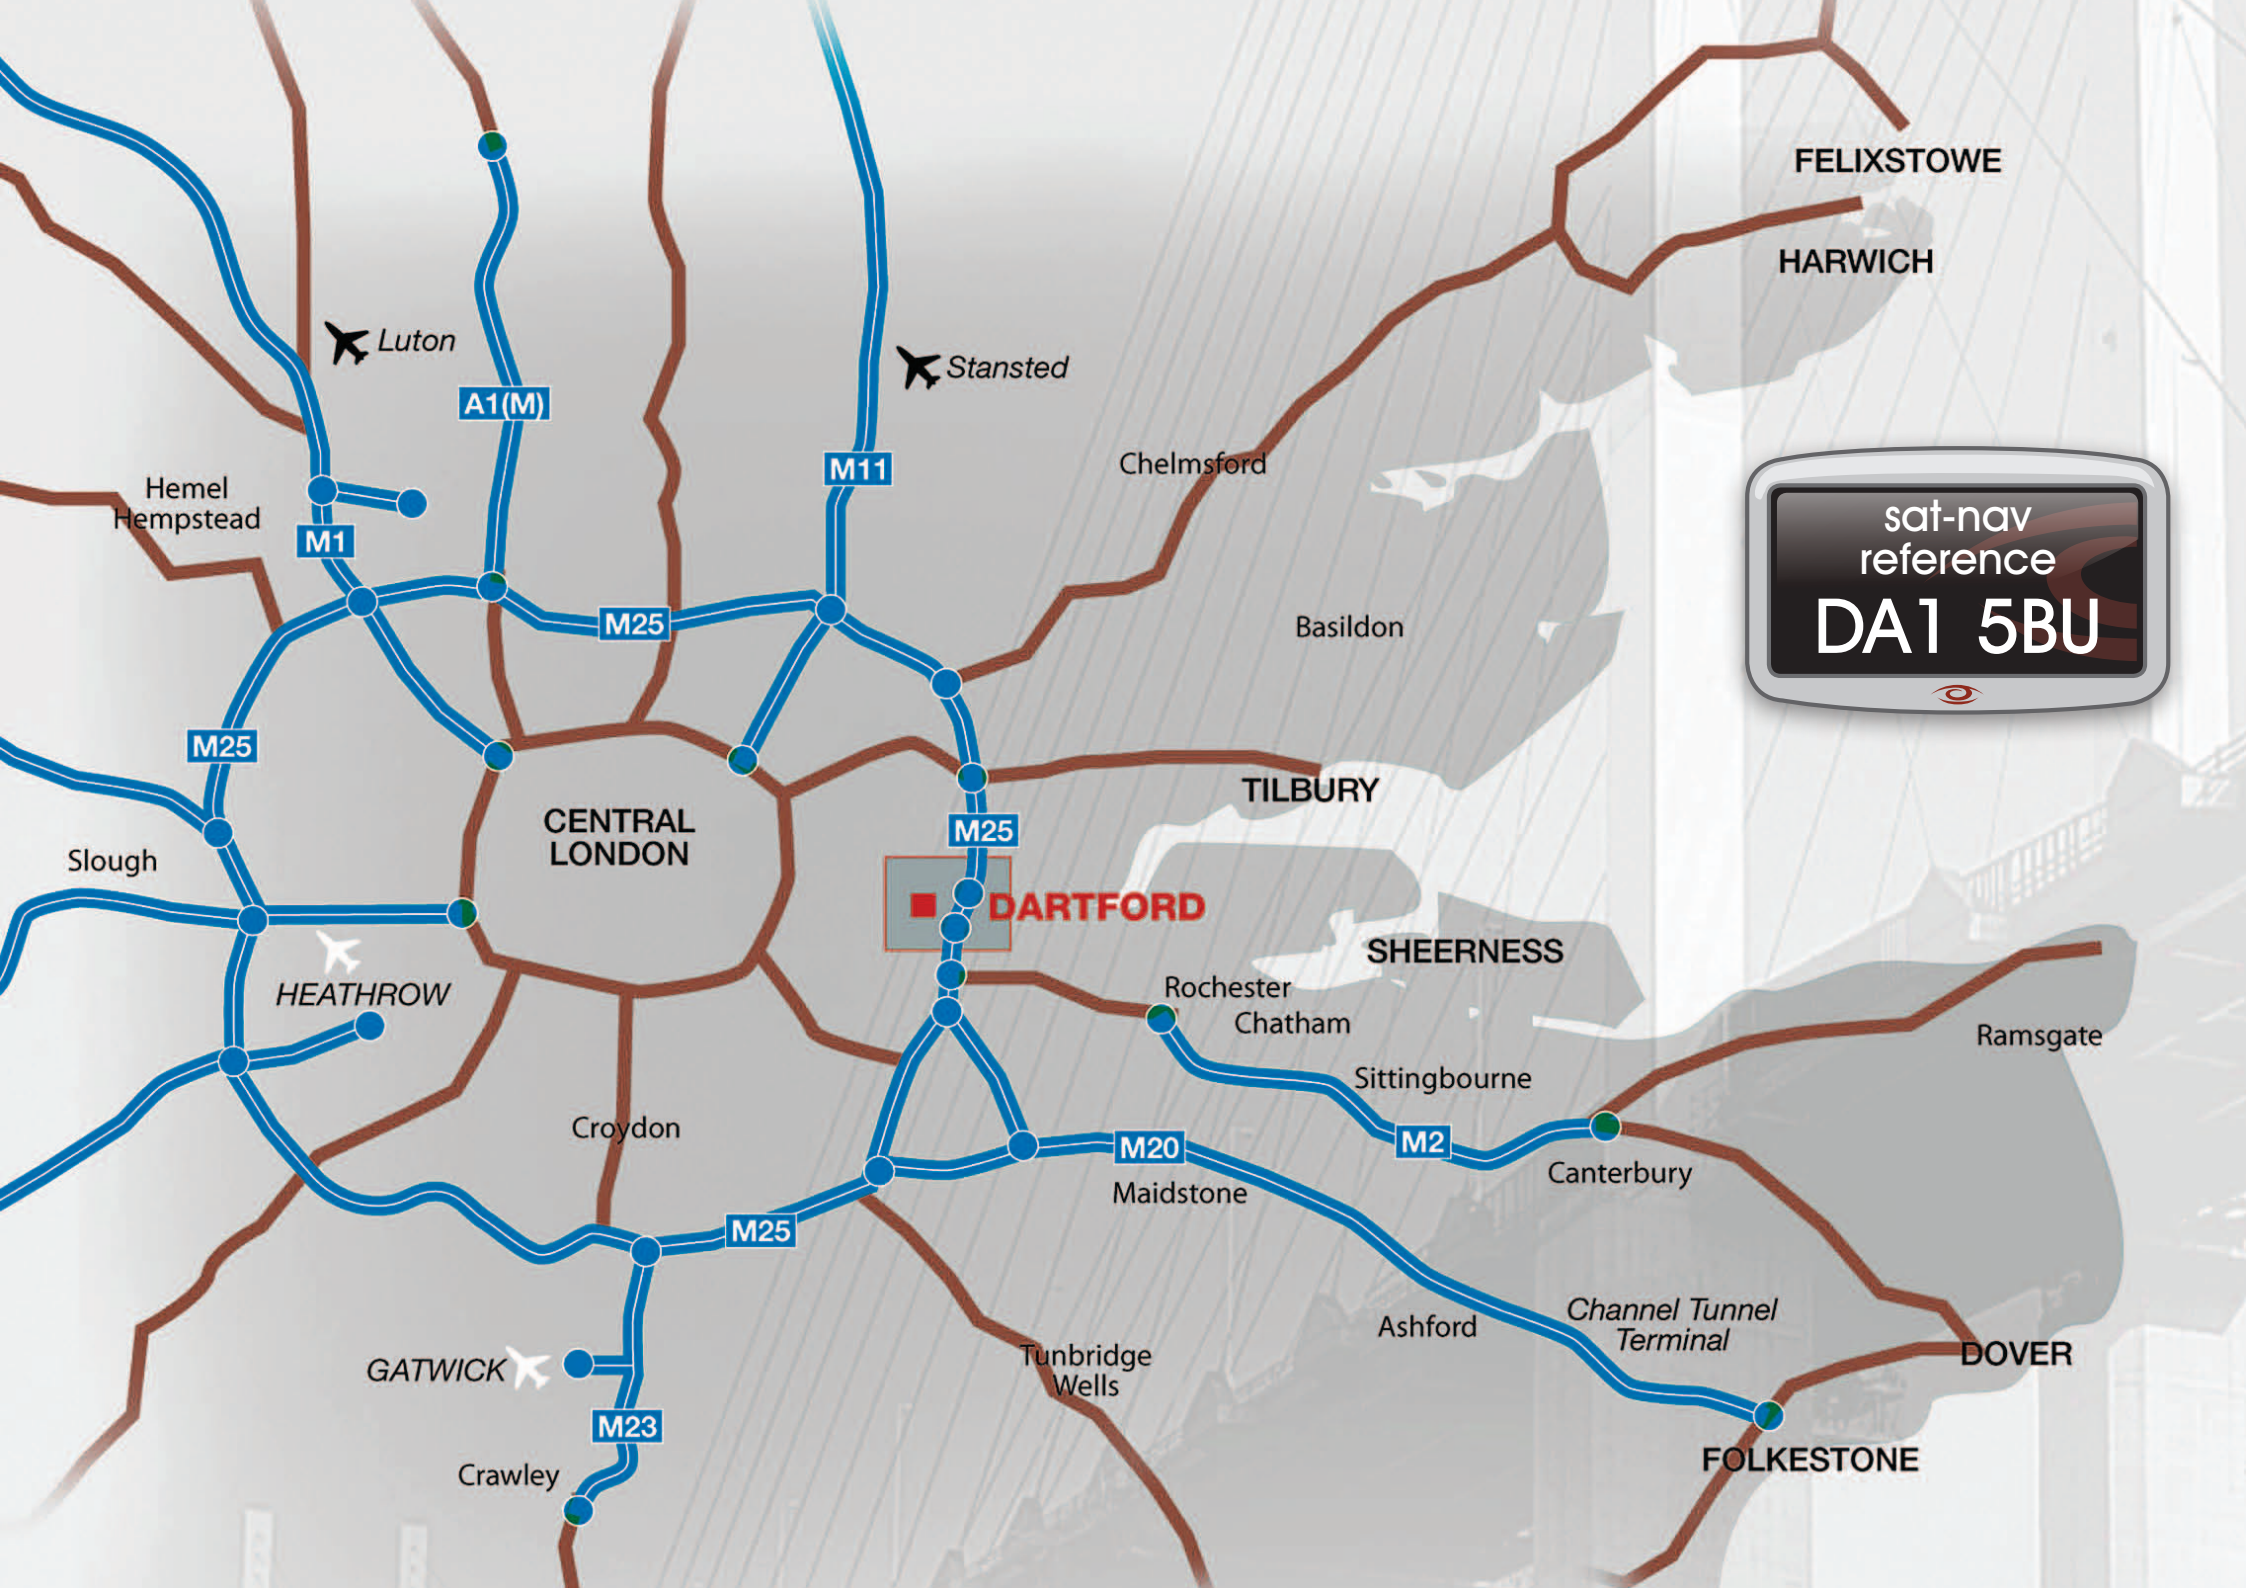 FELIXSTOWE
HARWICH
Luton
Stansted
A1(M)
M11
Chelmsford
Hemel
Hempstead
M1
sat-nav
reference
DA1 5BU
M25
Basildon
M25
TILBURY
CENTRAL
LONDON
M25
Slough
DARTFORD
SHEERNESS
HEATHROW
Rochester
Chatham
Ramsgate
Sittingbourne
Croydon
M20
M2
Maidstone
Canterbury
M25
Channel Tunnel
Terminal
Ashford
DOVER
GATWICK
Tunbridge
Wells
M23
FOLKESTONE
Crawley